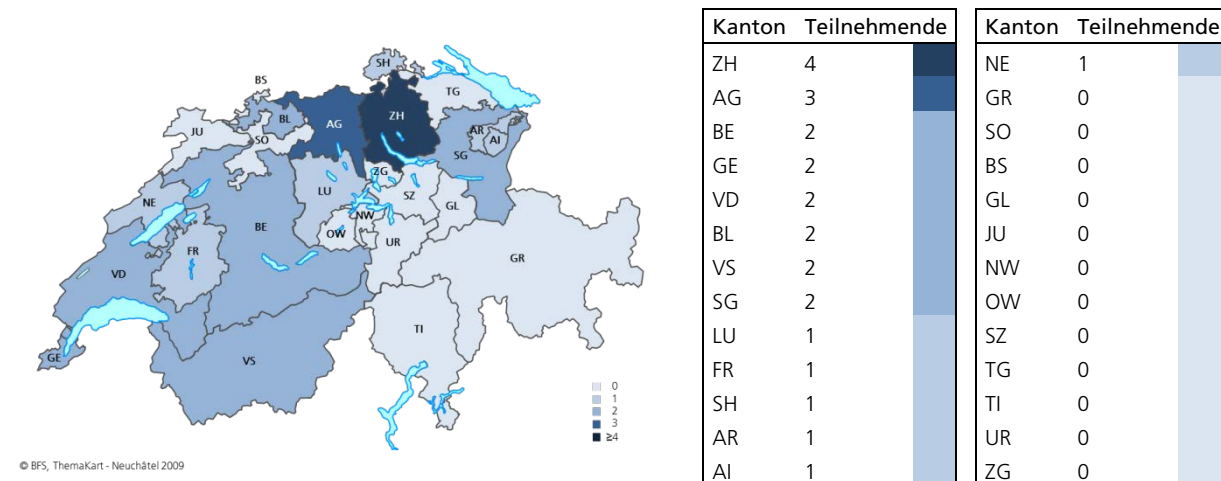 SH
BS
TG
BL
ZH
AG
JU
AR
SO
AI
SG
ZG
LU
SZ
NE
GL
NW
BE
OW
UR
FR
GR
VD
TI
GE
VS
0
1
2
3
≥4
© BFS, ThemaKart - Neuchâtel 2009
Kanton Teilnehmende
ZH 4
AG 3
BE 2
GE 2
VD 2
BL 2
VS 2
SG 2
LU 1
FR 1
SH 1
AR 1
AI 1
Kanton Teilnehmende
NE 1
GR 0
SO 0
BS 0
GL 0
JU 0
NW 0
OW 0
SZ 0
TG 0
TI 0
UR 0
ZG 0